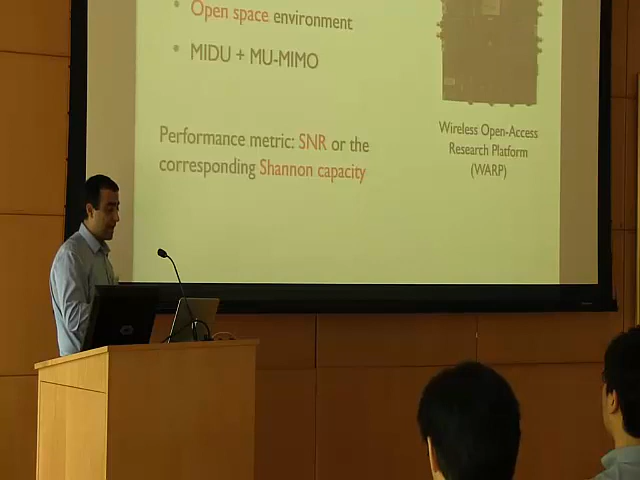 • Open space environment
• MIDU + MU-MIMO
Performance metric: SNR or the
corresponding Shannon capacity
Wireless Open-Access
Research Platform
(WARP)